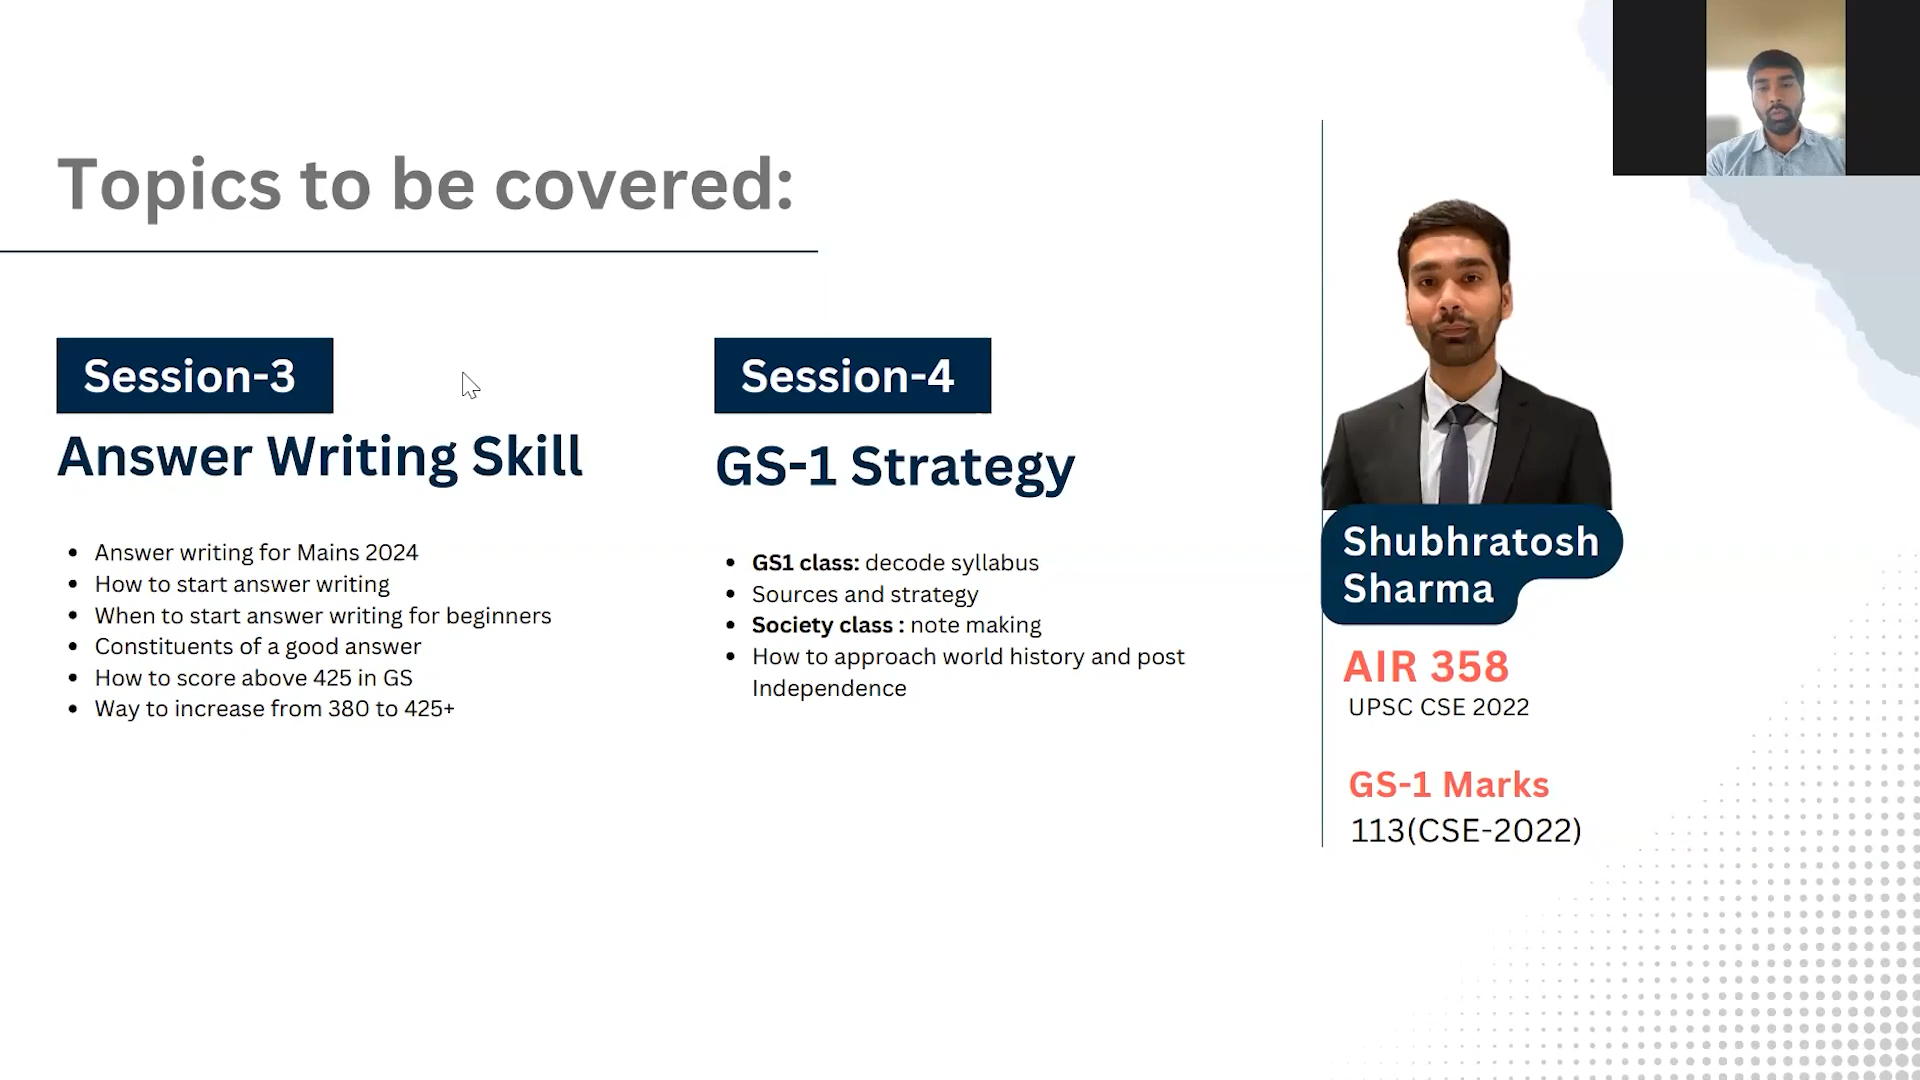 Topics to be covered:
Session-3
Answer Writing Skill
• Answer writing for Mains 2024
• How to start answer writing
• When to start answer writing for beginners
• Constituents of a good answer
• How to score above 425 in GS
• Way to increase from 380 to 425+
Session-4
GS-1 Strategy
• GS1 class: decode syllabus
• Sources and strategy
• Society class : note making
• How to approach world history and post
Independence
Shubhratosh
Sharma
AIR 358
UPSC CSE 2022
GS-1 Marks
113(CSE-2022)